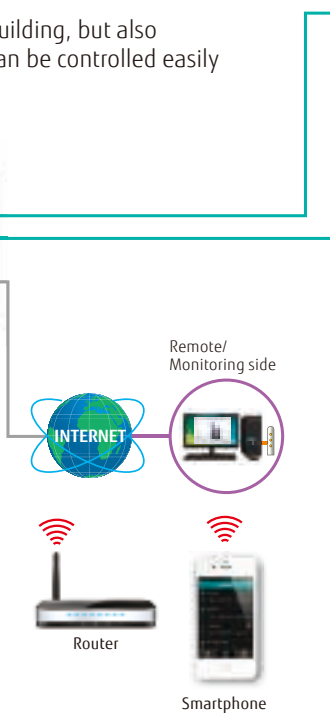 uilding, but also
an be controlled easily
Remote/
Monitoring side
INTERNET
Router
Smartphone